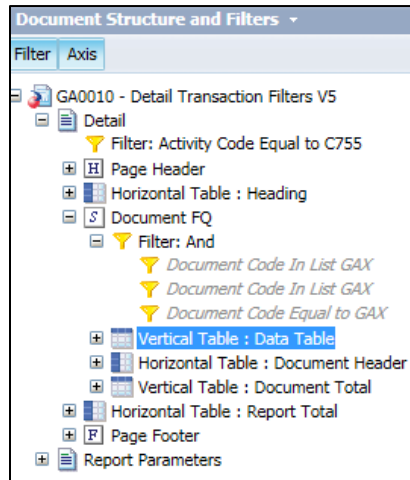 Document Structure and Filters
Filter Axis
GA0010 - Detail Transaction Filters V5
Detail
Filter: Activity Code Equal to C755
H Page Header
Horizontal Table : Heading
S Document FQ
Filter: And
Document Code In List GAX
Document Code In List GAX
Document Code Equal to GAX
Vertical Table : Data Table
Horizontal Table : Document Header
Vertical Table : Document Total
Horizontal Table : Report Total
F Page Footer
Report Parameters